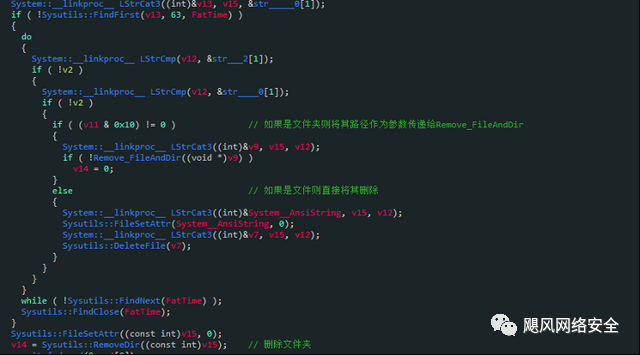 System::__linkproc__ LStrCat3((int)&v13, v15, &str_____0[1]);
if ( !Sysutils::FindFirst(v13, 63, FatTime) )
{
do
{
System::__linkproc__ LStrCmp(v12, &str___2[1]);
if ( !v2 )
{
System::__linkproc__ LStrCmp(v12, &str____0[1]);
if ( !v2 )
{
if ( (v11 & 0x10) != 0 ) // 如果是文件夹则将其路径作为参数传递给Remove_FileAndDir
{
System::__linkproc__ LStrCat3((int)&v9, v15, v12);
if ( !Remove_FileAndDir((void *)v9) )
v14 = 0;
}
else // 如果是文件则直接将其删除
{
System::__linkproc__ LStrCat3((int)&System__AnsiString, v15, v12);
Sysutils::FileSetAttr(System__AnsiString, 0);
System::__linkproc__ LStrCat3((int)&v7, v15, v12);
Sysutils::DeleteFile(v7);
}
}
}
}
while ( !Sysutils::FindNext(FatTime) );
Sysutils::FindClose(FatTime);
}
Sysutils::FileSetAttr((const int)v15, 0);
v14 = Sysutils::RemoveDir((const int)v15); // 删除文件夹
飓风网络安全